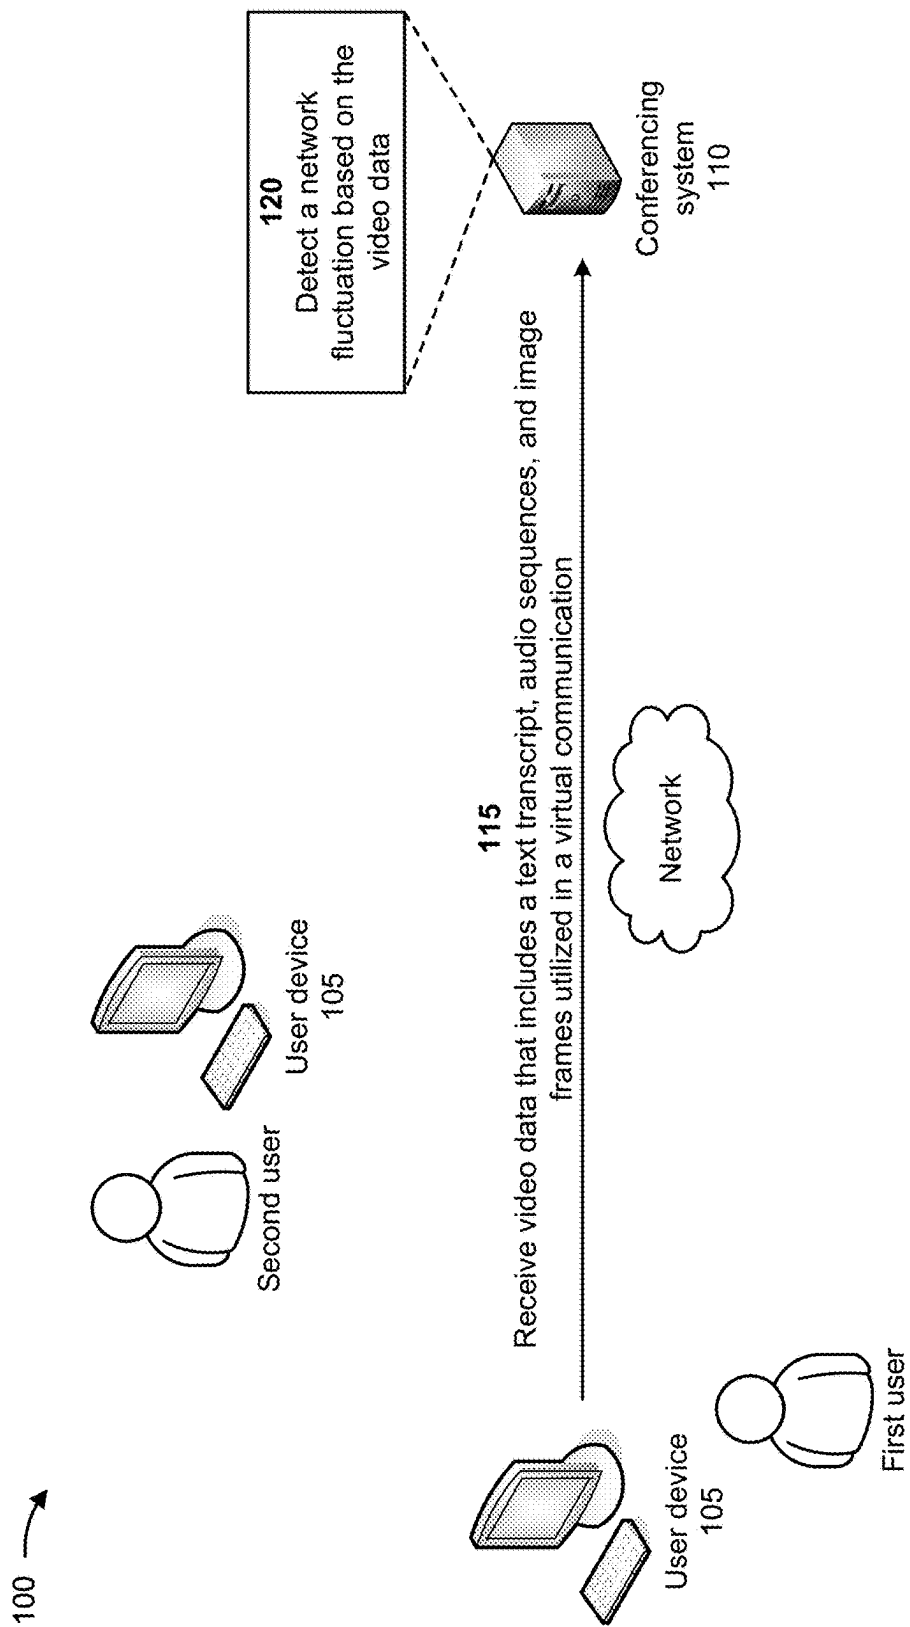 100
120
Detect a network
fluctuation based on the
video data
Second user
User device
105
115
Receive video data that includes a text transcript, audio sequences, and image
frames utilized in a virtual communication
Conferencing
system
110
Network
User device
105
First user